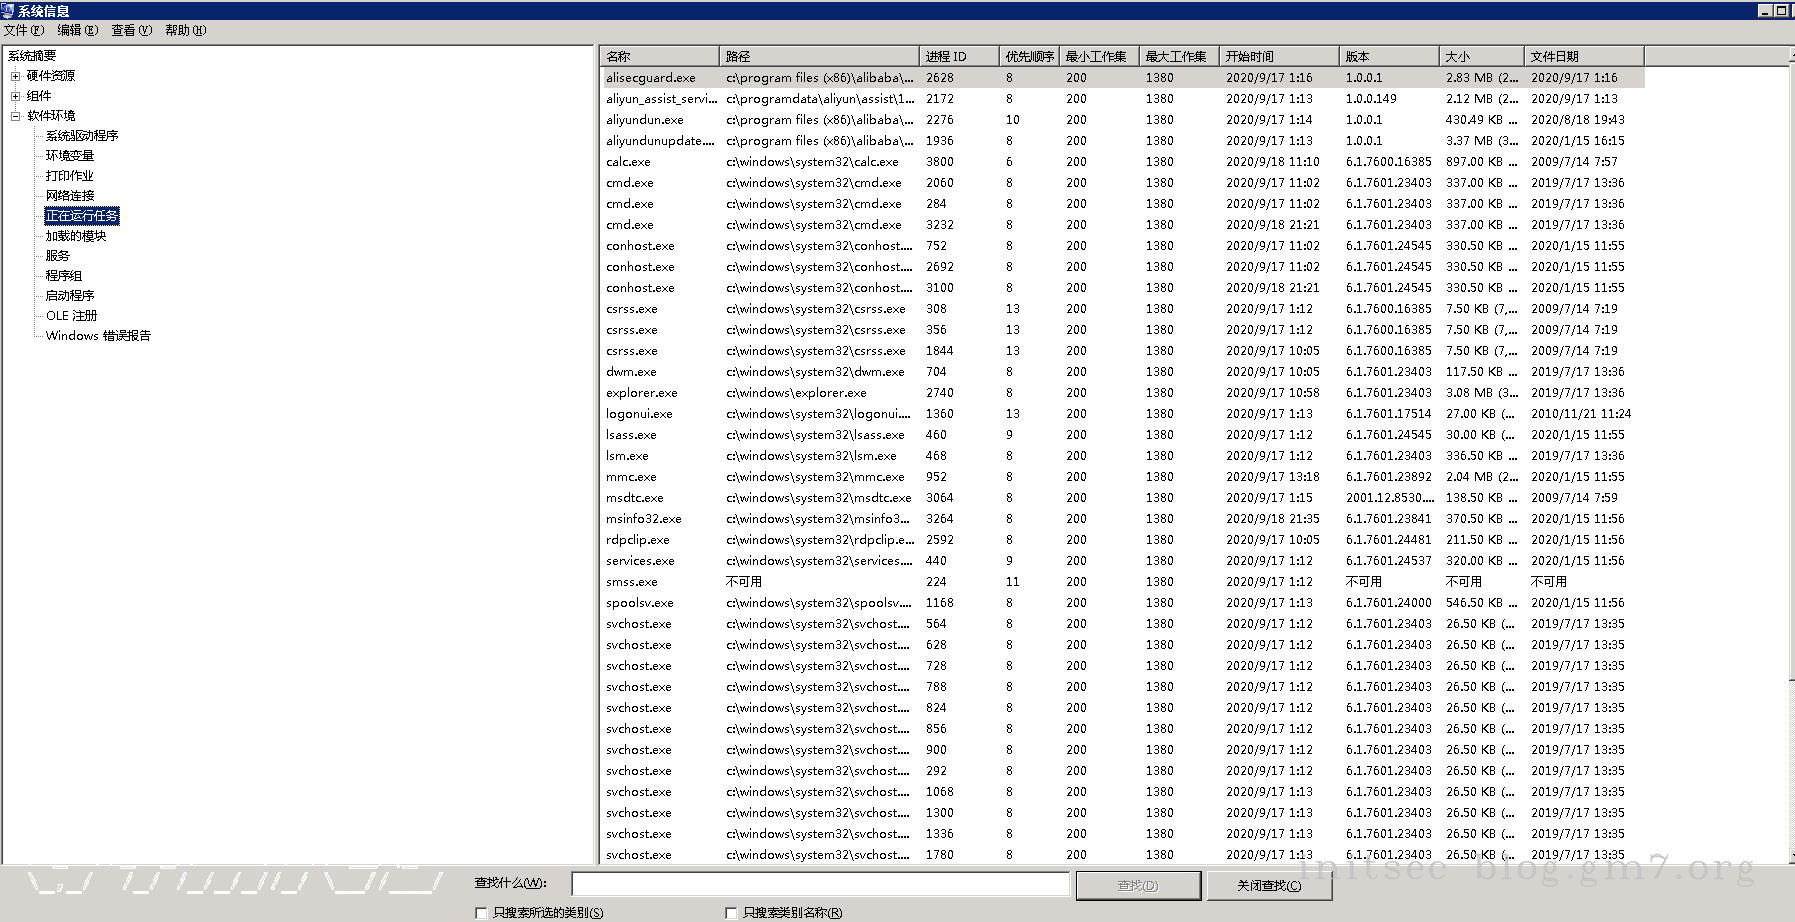 系统信息
文件(F) 编辑(E) 查看(V) 帮助(H)
系统摘要
硬件资源
组件
软件环境
系统驱动程序
环境变量
打印作业
网络连接
正在运行任务
加载的模块
服务
程序组
启动程序
OLE 注册
Windows 错误报告
名称 路径 进程 ID 优先顺序 最小工作集 最大工作集 开始时间 版本 大小 文件日期
alisecguard.exe c:\program files (x86)\alibaba\... 2628 8 200 1380 2020/9/17 1:16 1.0.0.1 2.83 MB (2... 2020/9/17 1:16
aliyun_assist_servi... c:\programdata\aliyun\assist\1... 2172 8 200 1380 2020/9/17 1:13 1.0.0.149 2.12 MB (2... 2020/9/17 1:13
aliyundun.exe c:\program files (x86)\alibaba\... 2276 10 200 1380 2020/9/17 1:14 1.0.0.1 430.49 KB ... 2020/8/18 19:43
aliyundunupdate.... c:\program files (x86)\alibaba\... 1936 8 200 1380 2020/9/17 1:13 1.0.0.1 3.37 MB (3... 2020/1/15 16:15
calc.exe c:\windows\system32\calc.exe 3800 6 200 1380 2020/9/18 11:10 6.1.7600.16385 897.00 KB ... 2009/7/14 7:57
cmd.exe c:\windows\system32\cmd.exe 2060 8 200 1380 2020/9/17 11:02 6.1.7601.23403 337.00 KB ... 2019/7/17 13:36
cmd.exe c:\windows\system32\cmd.exe 284 8 200 1380 2020/9/17 11:02 6.1.7601.23403 337.00 KB ... 2019/7/17 13:36
cmd.exe c:\windows\system32\cmd.exe 3232 8 200 1380 2020/9/18 21:21 6.1.7601.23403 337.00 KB ... 2019/7/17 13:36
conhost.exe c:\windows\system32\conhost.... 752 8 200 1380 2020/9/17 11:02 6.1.7601.24545 330.50 KB ... 2020/1/15 11:55
conhost.exe c:\windows\system32\conhost.... 2692 8 200 1380 2020/9/17 11:02 6.1.7601.24545 330.50 KB ... 2020/1/15 11:55
conhost.exe c:\windows\system32\conhost.... 3100 8 200 1380 2020/9/18 21:21 6.1.7601.24545 330.50 KB ... 2020/1/15 11:55
csrss.exe c:\windows\system32\csrss.exe 308 13 200 1380 2020/9/17 1:12 6.1.7600.16385 7.50 KB (7,... 2009/7/14 7:19
csrss.exe c:\windows\system32\csrss.exe 356 13 200 1380 2020/9/17 1:12 6.1.7600.16385 7.50 KB (7,... 2009/7/14 7:19
csrss.exe c:\windows\system32\csrss.exe 1844 13 200 1380 2020/9/17 10:05 6.1.7600.16385 7.50 KB (7,... 2009/7/14 7:19
dwm.exe c:\windows\system32\dwm.exe 704 8 200 1380 2020/9/17 10:05 6.1.7601.23403 117.50 KB ... 2019/7/17 13:36
explorer.exe c:\windows\explorer.exe 2740 8 200 1380 2020/9/17 10:58 6.1.7601.23403 3.08 MB (3... 2019/7/17 13:36
logonui.exe c:\windows\system32\logonui.... 1360 13 200 1380 2020/9/17 1:13 6.1.7601.17514 27.00 KB (... 2010/11/21 11:24
lsass.exe c:\windows\system32\lsass.exe 460 9 200 1380 2020/9/17 1:12 6.1.7601.24545 30.00 KB (... 2020/1/15 11:55
lsm.exe c:\windows\system32\lsm.exe 468 8 200 1380 2020/9/17 1:12 6.1.7601.23403 336.50 KB ... 2019/7/17 13:36
mmc.exe c:\windows\system32\mmc.exe 952 8 200 1380 2020/9/17 13:18 6.1.7601.23892 2.04 MB (2... 2020/1/15 11:55
msdtc.exe c:\windows\system32\msdtc.exe 3064 8 200 1380 2020/9/17 1:15 2001.12.8530.... 138.50 KB ... 2009/7/14 7:59
msinfo32.exe c:\windows\system32\msinfo3... 3264 8 200 1380 2020/9/18 21:35 6.1.7601.23841 370.50 KB ... 2020/1/15 11:56
rdpclip.exe c:\windows\system32\rdpclip.e... 2592 8 200 1380 2020/9/17 10:05 6.1.7601.24481 211.50 KB ... 2020/1/15 11:56
services.exe c:\windows\system32\services.... 440 9 200 1380 2020/9/17 1:12 6.1.7601.24537 320.00 KB ... 2020/1/15 11:56
smss.exe 不可用 224 11 200 1380 2020/9/17 1:12 不可用 不可用 不可用
spoolsv.exe c:\windows\system32\spoolsv.... 1168 8 200 1380 2020/9/17 1:13 6.1.7601.24000 546.50 KB ... 2020/1/15 11:56
svchost.exe c:\windows\system32\svchost.... 564 8 200 1380 2020/9/17 1:12 6.1.7601.23403 26.50 KB (... 2019/7/17 13:35
svchost.exe c:\windows\system32\svchost.... 628 8 200 1380 2020/9/17 1:12 6.1.7601.23403 26.50 KB (... 2019/7/17 13:35
svchost.exe c:\windows\system32\svchost.... 728 8 200 1380 2020/9/17 1:12 6.1.7601.23403 26.50 KB (... 2019/7/17 13:35
svchost.exe c:\windows\system32\svchost.... 788 8 200 1380 2020/9/17 1:12 6.1.7601.23403 26.50 KB (... 2019/7/17 13:35
svchost.exe c:\windows\system32\svchost.... 824 8 200 1380 2020/9/17 1:12 6.1.7601.23403 26.50 KB (... 2019/7/17 13:35
svchost.exe c:\windows\system32\svchost.... 856 8 200 1380 2020/9/17 1:12 6.1.7601.23403 26.50 KB (... 2019/7/17 13:35
svchost.exe c:\windows\system32\svchost.... 900 8 200 1380 2020/9/17 1:12 6.1.7601.23403 26.50 KB (... 2019/7/17 13:35
svchost.exe c:\windows\system32\svchost.... 292 8 200 1380 2020/9/17 1:12 6.1.7601.23403 26.50 KB (... 2019/7/17 13:35
svchost.exe c:\windows\system32\svchost.... 1068 8 200 1380 2020/9/17 1:13 6.1.7601.23403 26.50 KB (... 2019/7/17 13:35
svchost.exe c:\windows\system32\svchost.... 1300 8 200 1380 2020/9/17 1:13 6.1.7601.23403 26.50 KB (... 2019/7/17 13:35
svchost.exe c:\windows\system32\svchost.... 1336 8 200 1380 2020/9/17 1:13 6.1.7601.23403 26.50 KB (... 2019/7/17 13:35
svchost.exe c:\windows\system32\svchost.... 1780 8 200 1380 2020/9/17 1:13 6.1.7601.23403 26.50 KB (... 2019/7/17 13:35
initsec blog.gm7.org
查找什么(W): 查找(D) 关闭查找(C)
只搜索所选的类别(S) 只搜索类别名称(R)